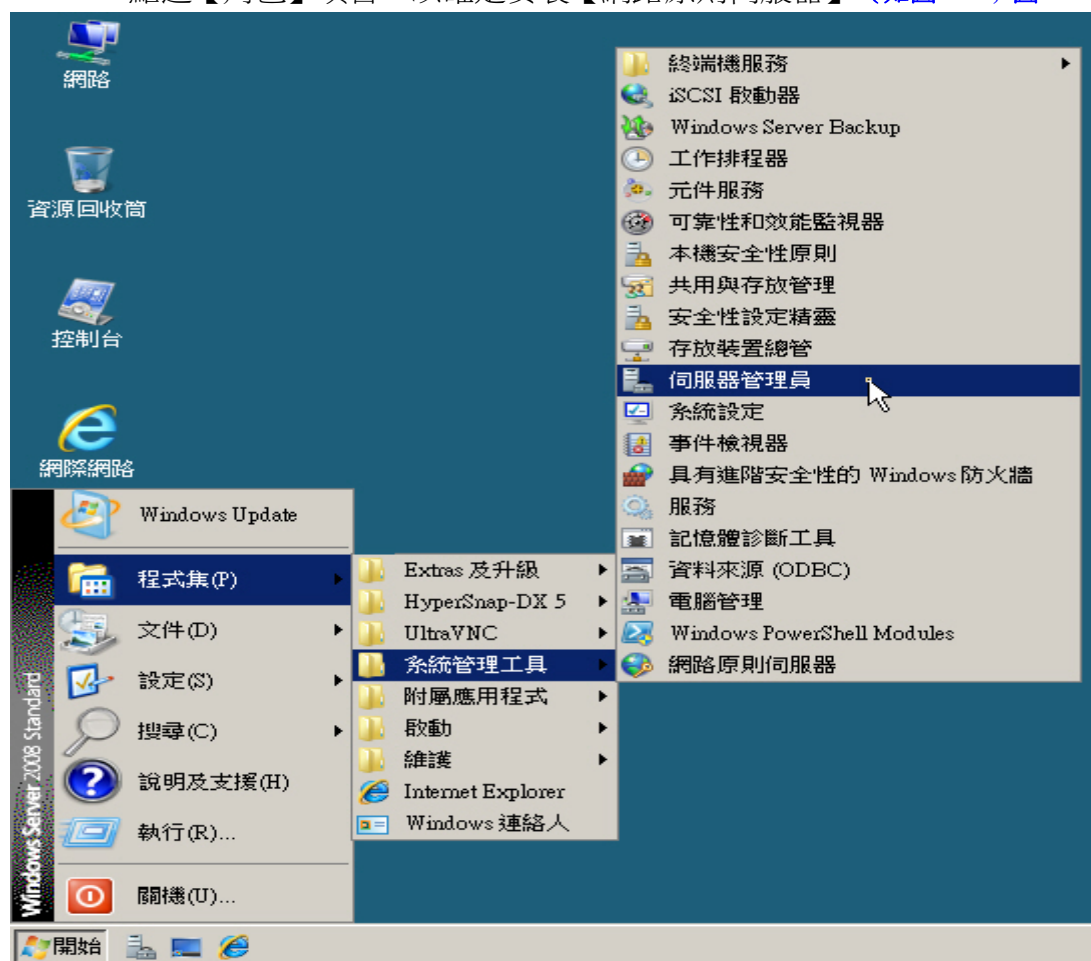 網路
資源回收筒
控制台
網際網路
Windows Update
程式集(P)
文件(D)
設定(S)
搜尋(C)
說明及支援(H)
執行(R)...
關機(U)...
Windows Server 2008 Standard
開始
Extras 及升級
HyperSnap-DX 5
UltraVNC
系統管理工具
附屬應用程式
啟動
維護
Internet Explorer
Windows 連絡人
終端機服務
iSCSI 啟動器
Windows Server Backup
工作排程器
元件服務
可靠性和效能監視器
本機安全性原則
共用與存放管理
安全性設定精靈
存放裝置總管
伺服器管理員
系統設定
事件檢視器
具有進階安全性的 Windows 防火牆
服務
記憶體診斷工具
資料來源 (ODBC)
電腦管理
Windows PowerShell Modules
網路原則伺服器